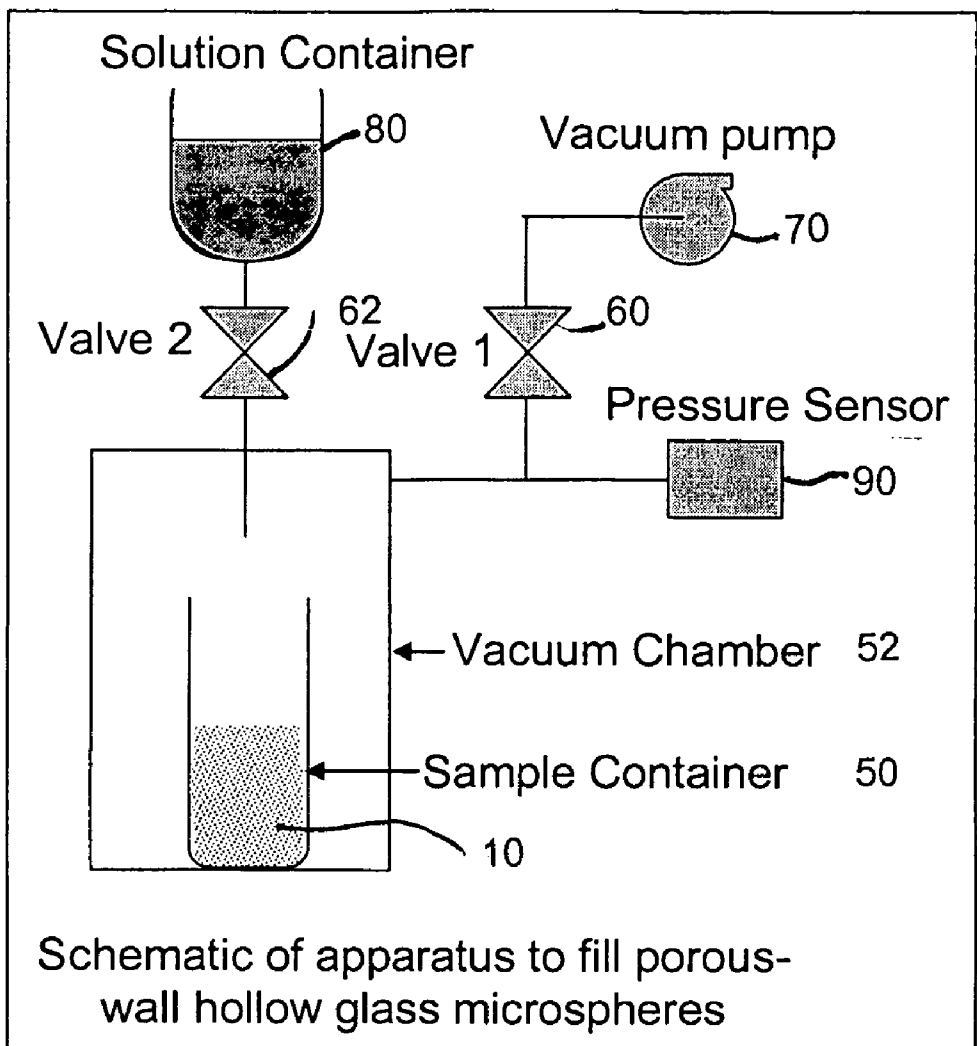 Solution Container
80
Vacuum pump
70
62
60
Valve 2
Valve 1
Pressure Sensor
90
Vacuum Chamber 52
Sample Container 50
10
Schematic of apparatus to fill porous-
wall hollow glass microspheres